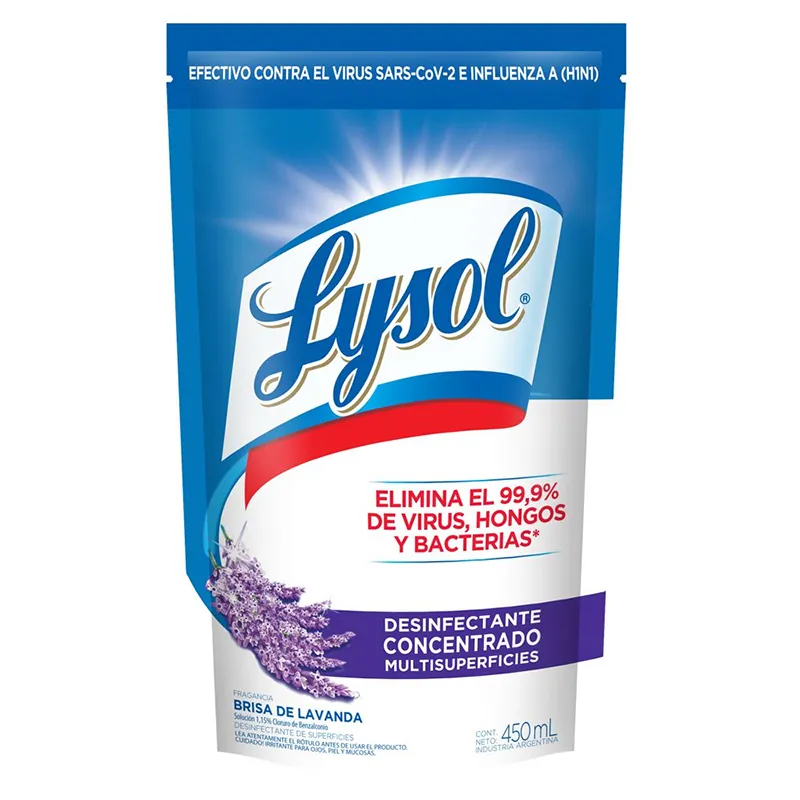 EFECTIVO CONTRA EL VIRUS SARS-CoV-2 E INFLUENZA A (H1N1)
Lysol®
ELIMINA EL 99,9%
DE VIRUS, HONGOS
Y BACTERIAS*
DESINFECTANTE
CONCENTRADO
MULTISUPERFICIES
FRAGANCIA
BRISA DE LAVANDA
Solución 1,15% Cloruro de Benzalconio
DESINFECTANTE DE SUPERFICIES
LEA ATENTAMENTE EL RÓTULO ANTES DE USAR EL PRODUCTO.
CUIDADO! IRRITANTE PARA OJOS, PIEL Y MUCOSAS.
CONT.
NETO: 450 mL
INDUSTRIA ARGENTINA